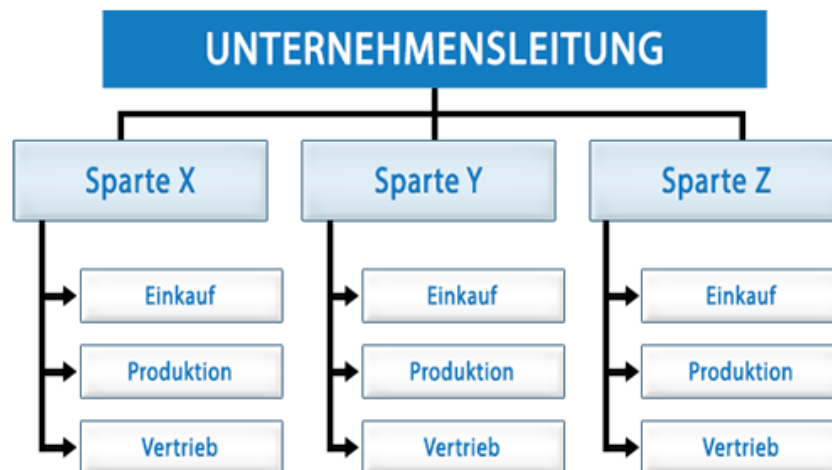 UNTERNEHMENSLEITUNG
Sparte X
Sparte Y
Sparte Z
Einkauf
Einkauf
Einkauf
Produktion
Produktion
Produktion
Vertrieb
Vertrieb
Vertrieb